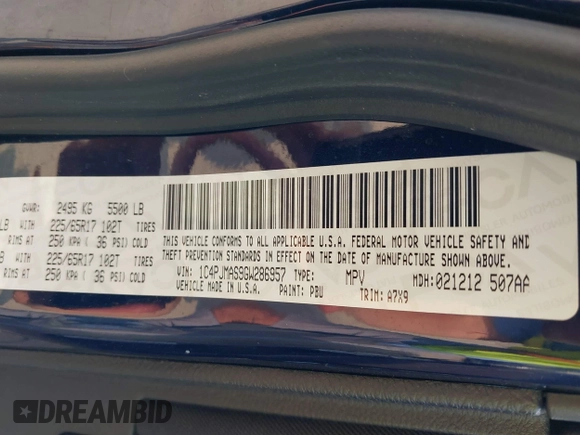 GVWR: 2495 KG 5500 LB
LB WITH 225/65R17 102T TIRES
RIMS AT 250 KPA ( 36 PSI) COLD
LB WITH 225/65R17 102T TIRES
RIMS AT 250 KPA ( 36 PSI) COLD
THIS VEHICLE CONFORMS TO ALL APPLICABLE U.S.A. FEDERAL MOTOR VEHICLE SAFETY AND
THEFT PREVENTION STANDARDS IN EFFECT ON THE DATE OF MANUFACTURE SHOWN ABOVE.
VIN: 1C4PJMAS9GW286957 TYPE: MPV MDH: 021212 507AA
VEHICLE MADE IN U.S.A. PAINT: PBU TRIM: A7X9
DREAMBID